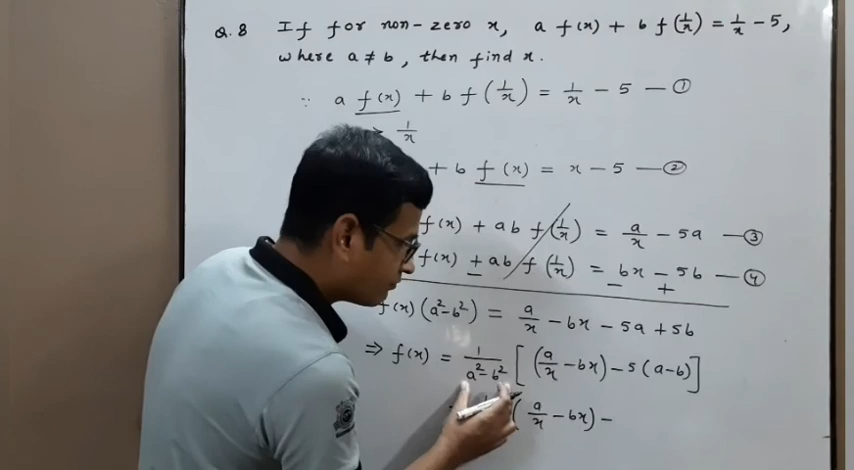 Q.8 If for non-zero x, a f(x) + b f(1/x) = 1/x - 5,
where a ≠ b, then find x.
∵ a f(x) + b f(1/x) = 1/x - 5 — ①
1/x
+ b f(x) = x - 5 — ②
f(x) + ab f(1/x) = a/x - 5a — ③
f(x) + ab f(1/x) = bx - 5b — ④
- - +
f(x) (a²-b²) = a/x - bx - 5a + 5b
⇒ f(x) = 1/(a²-b²) [ (a/x - bx) - 5(a-b) ]
(a/x - bx) -